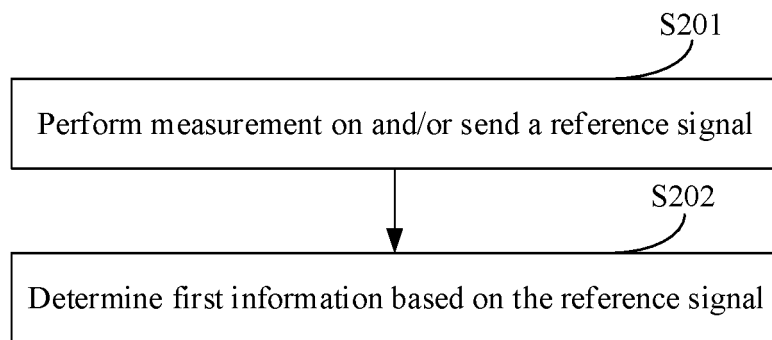 S201
Perform measurement on and/or send a reference signal
S202
Determine first information based on the reference signal